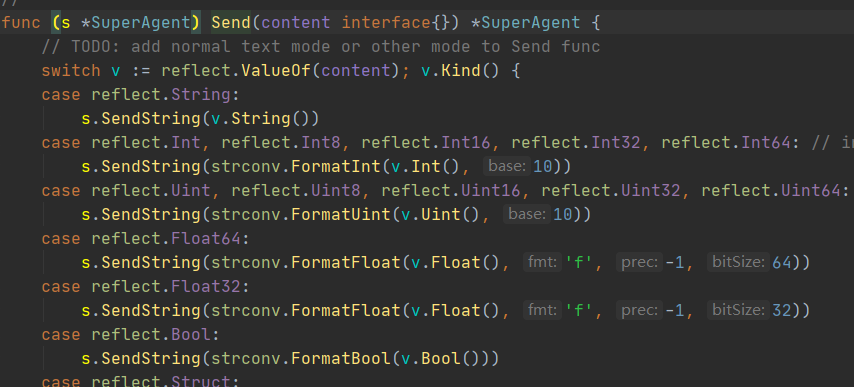 //
func (s *SuperAgent) Send(content interface{}) *SuperAgent {
    // TODO: add normal text mode or other mode to Send func
    switch v := reflect.ValueOf(content); v.Kind() {
    case reflect.String:
        s.SendString(v.String())
    case reflect.Int, reflect.Int8, reflect.Int16, reflect.Int32, reflect.Int64: // in
        s.SendString(strconv.FormatInt(v.Int(), base: 10))
    case reflect.Uint, reflect.Uint8, reflect.Uint16, reflect.Uint32, reflect.Uint64:
        s.SendString(strconv.FormatUint(v.Uint(), base: 10))
    case reflect.Float64:
        s.SendString(strconv.FormatFloat(v.Float(), fmt: 'f', prec: -1, bitSize: 64))
    case reflect.Float32:
        s.SendString(strconv.FormatFloat(v.Float(), fmt: 'f', prec: -1, bitSize: 32))
    case reflect.Bool:
        s.SendString(strconv.FormatBool(v.Bool()))
    case reflect.Struct: